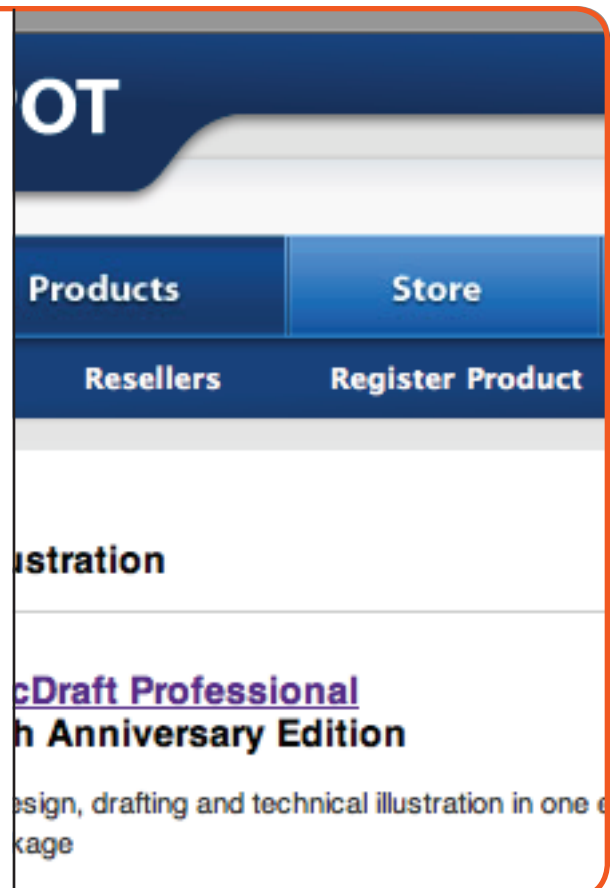 OT
Products Store
Resellers Register Product
ustration
cDraft Professional
h Anniversary Edition
esign, drafting and technical illustration in one
kage